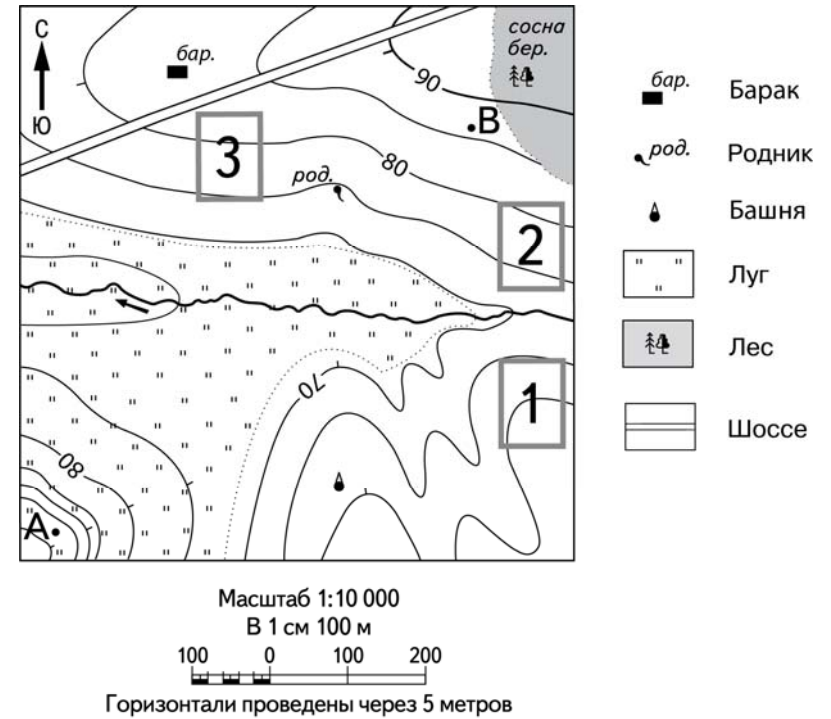 С
Ю
бар.
сосна
бер.
90
В
3
80
род.
2
70
1
80
А
бар.
Барак
род.
Родник
Башня
Луг
Лес
Шоссе
Масштаб 1:10 000
В 1 см 100 м
100 0 100 200
Горизонтали проведены через 5 метров